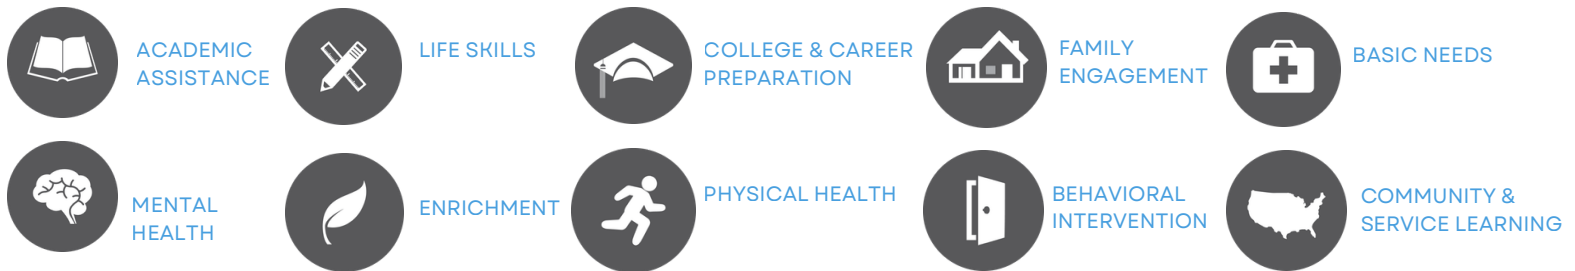 ACADEMIC
ASSISTANCE
LIFE SKILLS
COLLEGE & CAREER
PREPARATION
FAMILY
ENGAGEMENT
BASIC NEEDS
MENTAL
HEALTH
ENRICHMENT
PHYSICAL HEALTH
BEHAVIORAL
INTERVENTION
COMMUNITY &
SERVICE LEARNING